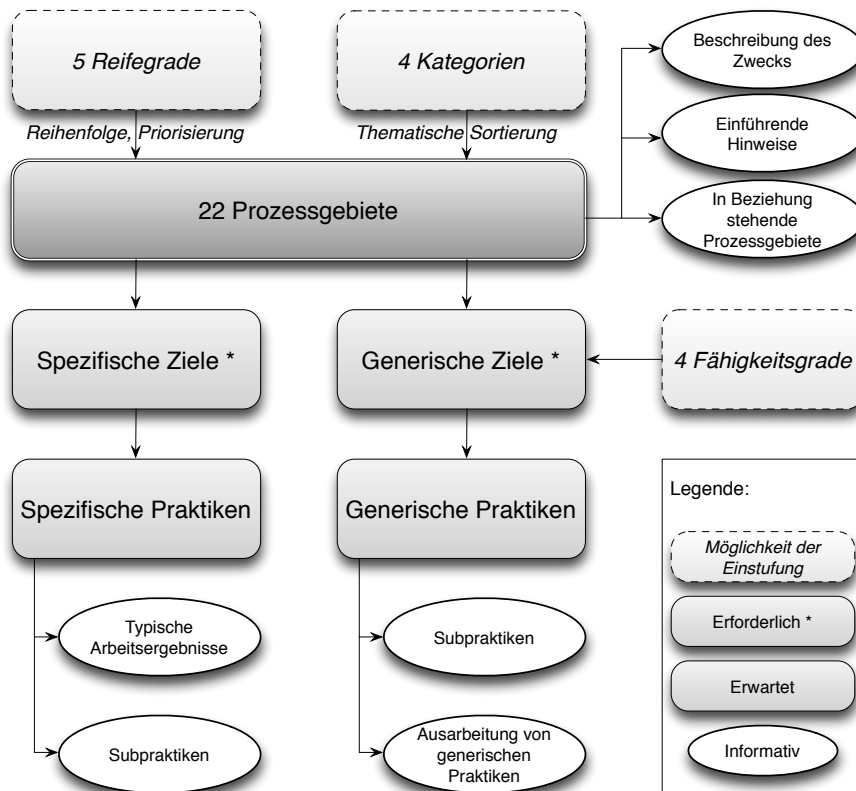 5 Reifegrade
4 Kategorien
Beschreibung des
Zwecks
Reihenfolge, Priorisierung
Thematische Sortierung
Einführende
Hinweise
22 Prozessgebiete
In Beziehung
stehende
Prozessgebiete
Spezifische Ziele *
Generische Ziele *
4 Fähigkeitsgrade
Spezifische Praktiken
Generische Praktiken
Typische
Arbeitsergebnisse
Subpraktiken
Subpraktiken
Ausarbeitung von
generischen
Praktiken
Legende:
Möglichkeit der
Einstufung
Erforderlich *
Erwartet
Informativ